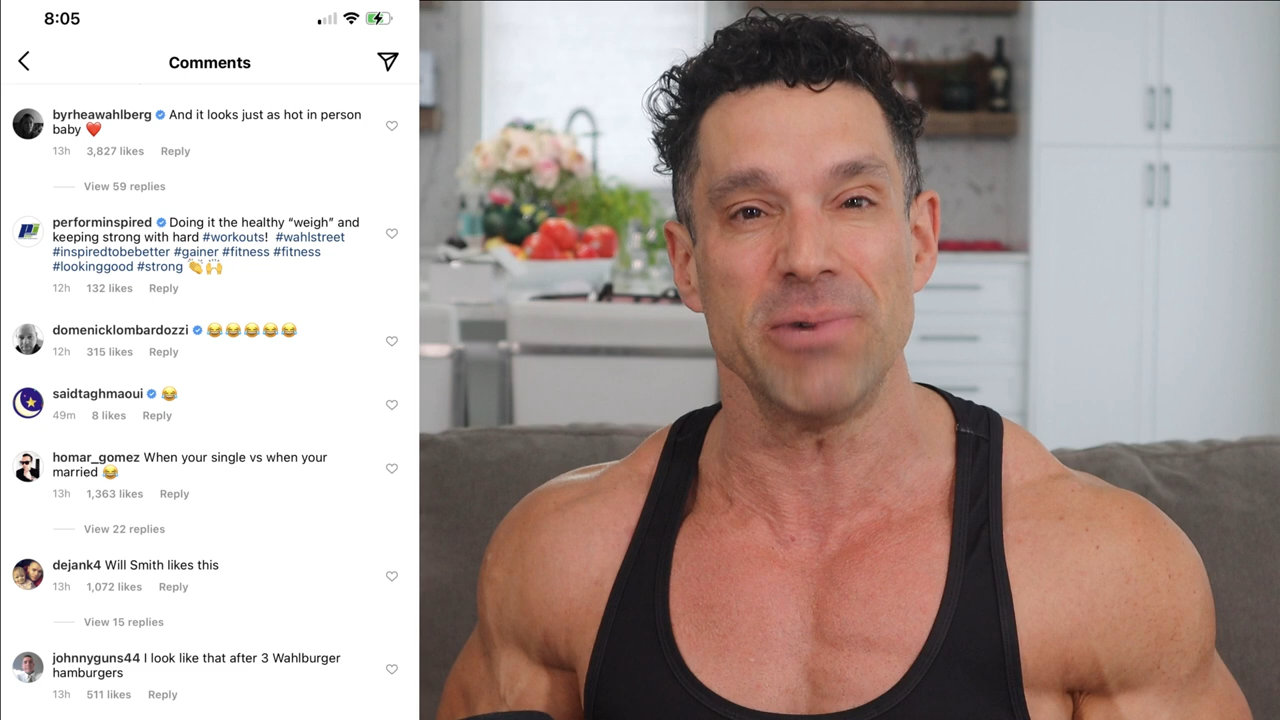 8:05
Comments
byrheawahlberg And it looks just as hot in person
baby ❤️
13h 3,827 likes Reply
View 59 replies
performinspired Doing it the healthy “weigh” and
keeping strong with hard #workouts! #wahlstreet
#inspiredtobebetter #gainer #fitness #fitness
#lookinggood #strong 👏🙌
12h 132 likes Reply
domenicklombardozzi 😂😂😂😂😂
12h 315 likes Reply
saidtaghmaoui 😂
49m 8 likes Reply
homar_gomez When your single vs when your
married 😂
13h 1,363 likes Reply
View 22 replies
dejank4 Will Smith likes this
13h 1,072 likes Reply
View 15 replies
johnnyguns44 I look like that after 3 Wahlburger
hamburgers
13h 511 likes Reply